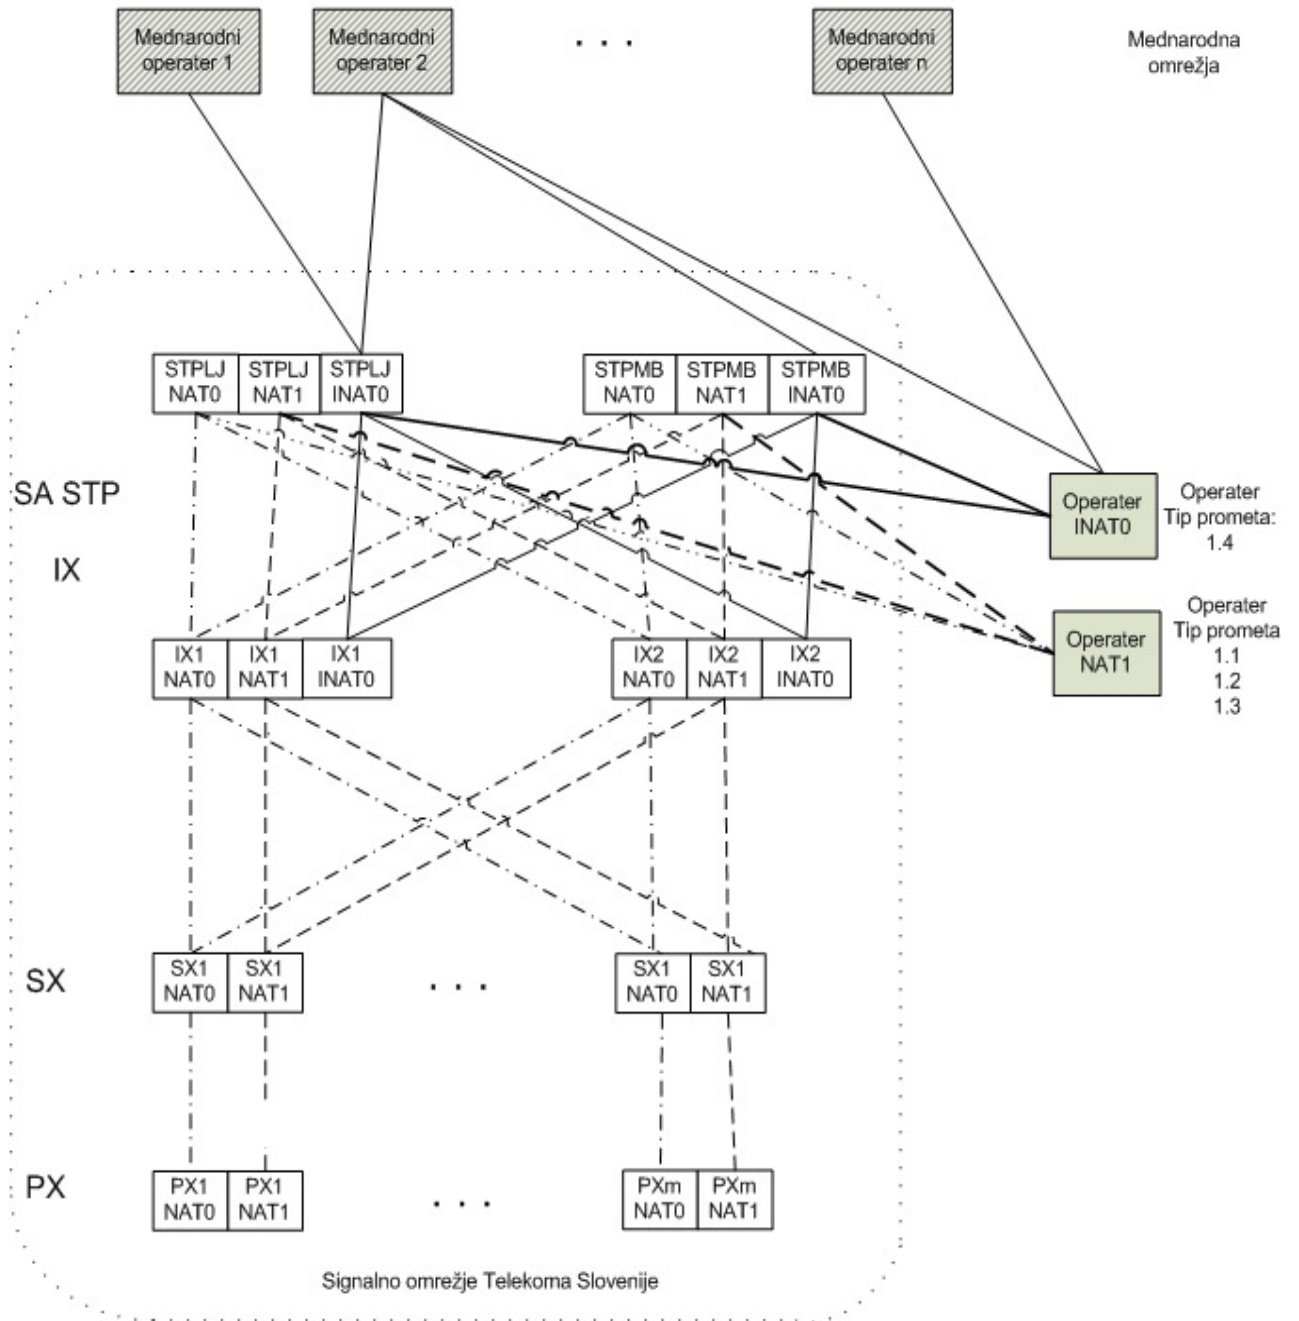 Mednarodni
operater 1
Mednarodni
operater 2
. . .
Mednarodni
operater n
Mednarodna
omrežja
STPLJ
NAT0
STPLJ
NAT1
STPLJ
INAT0
STPMB
NAT0
STPMB
NAT1
STPMB
INAT0
SA STP
IX
Operater
INAT0
Operater
Tip prometa:
1.4
IX1
NAT0
IX1
NAT1
IX1
INAT0
IX2
NAT0
IX2
NAT1
IX2
INAT0
Operater
NAT1
Operater
Tip prometa
1.1
1.2
1.3
SX
SX1
NAT0
SX1
NAT1
. . .
SX1
NAT0
SX1
NAT1
PX
PX1
NAT0
PX1
NAT1
. . .
PXm
NAT0
PXm
NAT1
Signalno omrežje Telekoma Slovenije